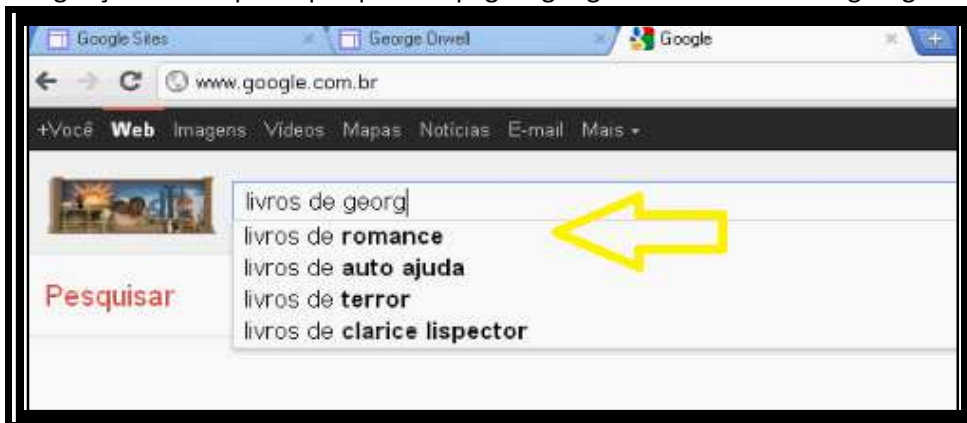 Google Sites George Orwell Google
www.google.com.br
+Você Web Imagens Vídeos Mapas Notícias E-mail Mais
livros de georg
livros de romance
livros de auto ajuda
Pesquisar livros de terror
livros de clarice lispector